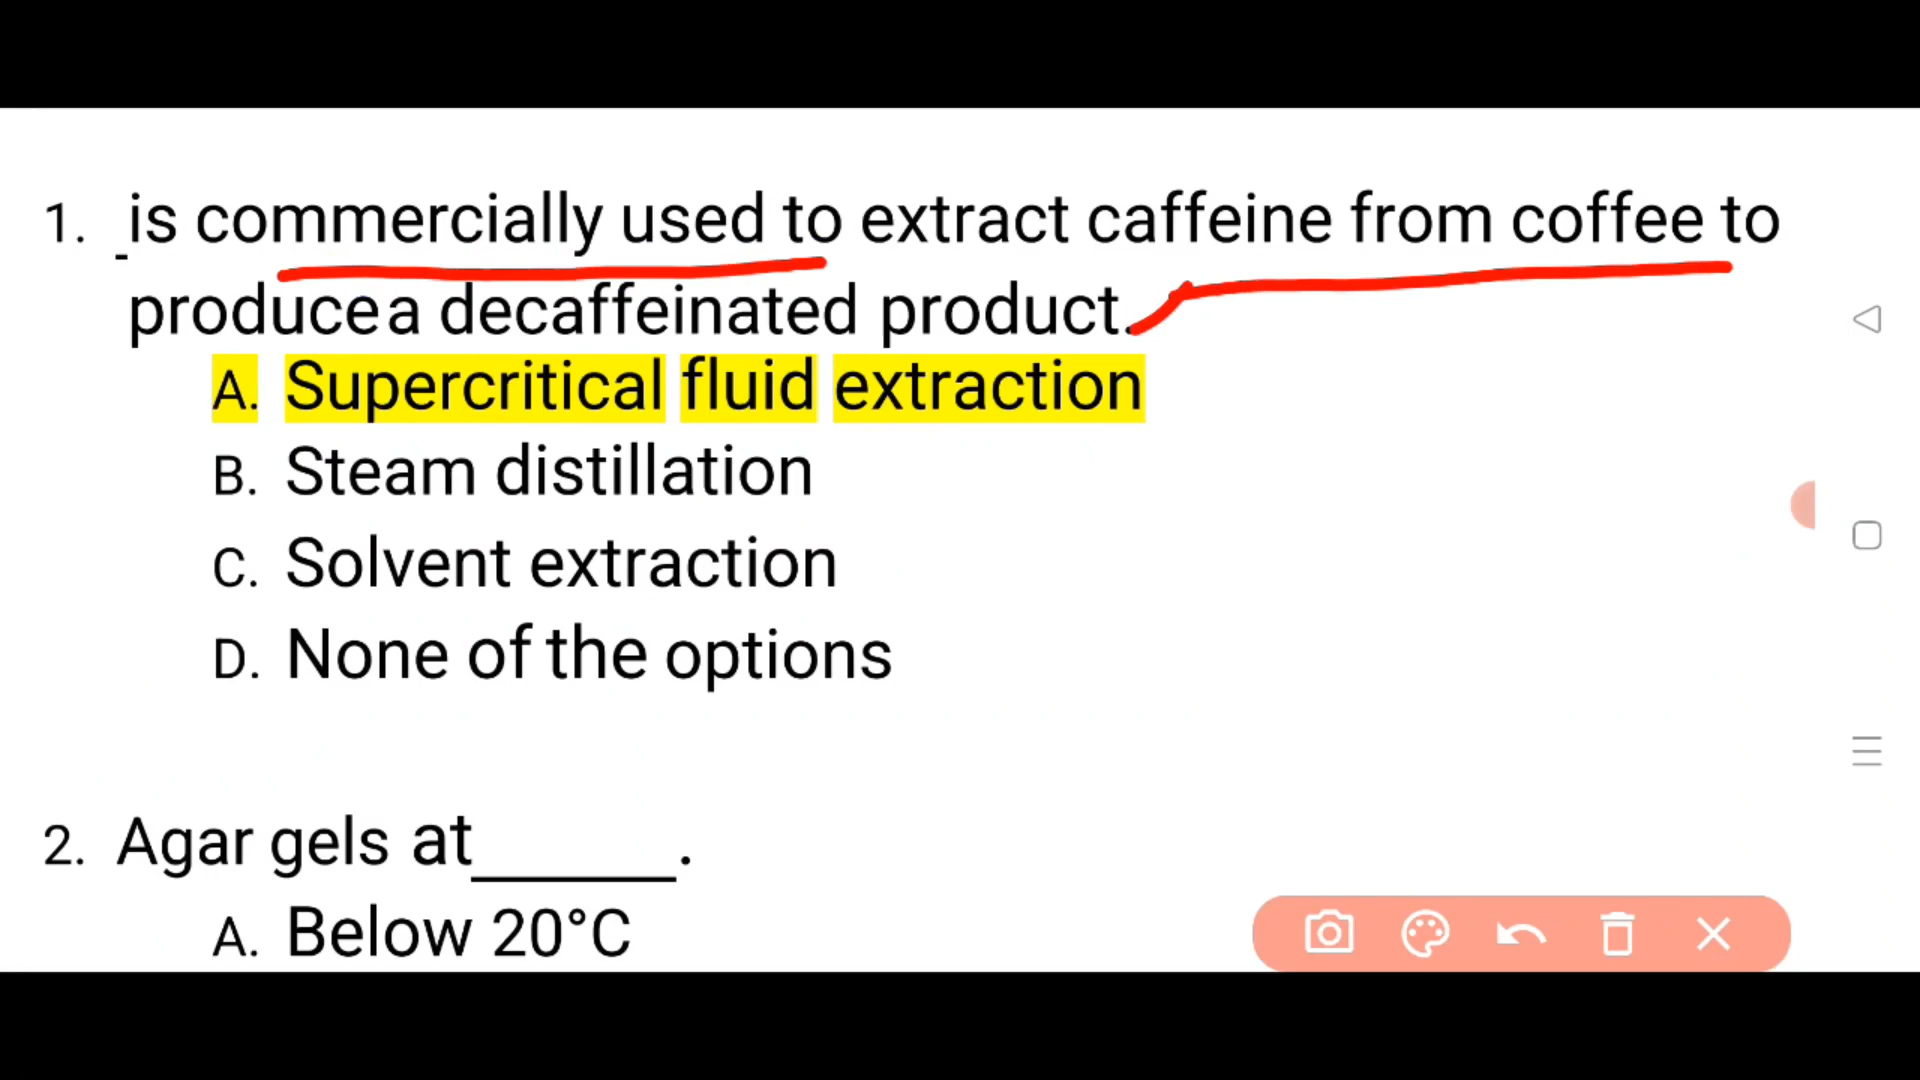 1. _is commercially used to extract caffeine from coffee to
produce a decaffeinated product.
A. Supercritical fluid extraction
B. Steam distillation
C. Solvent extraction
D. None of the options
2. Agar gels at______.
A. Below 20°C